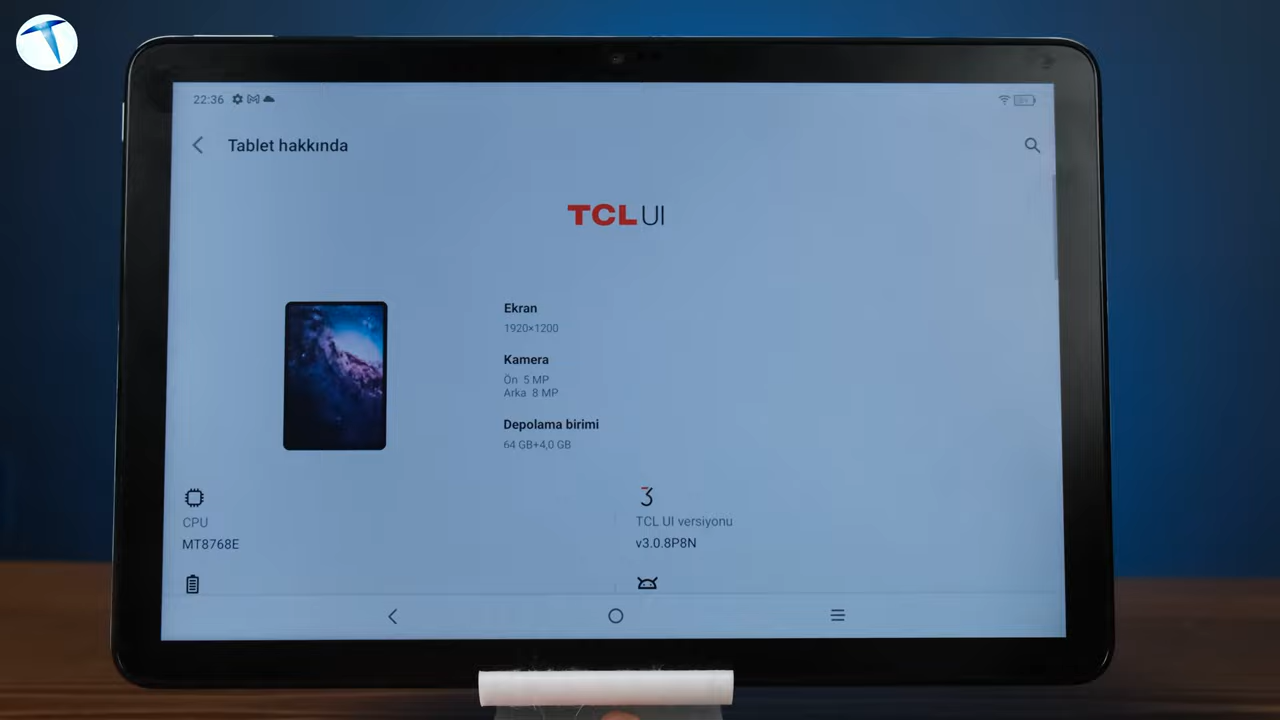 22:36
Tablet hakkında
TCL UI
Ekran
1920×1200
Kamera
Ön 5 MP
Arka 8 MP
Depolama birimi
64 GB+4,0 GB
CPU
MT8768E
3
TCL UI versiyonu
v3.0.8P8N